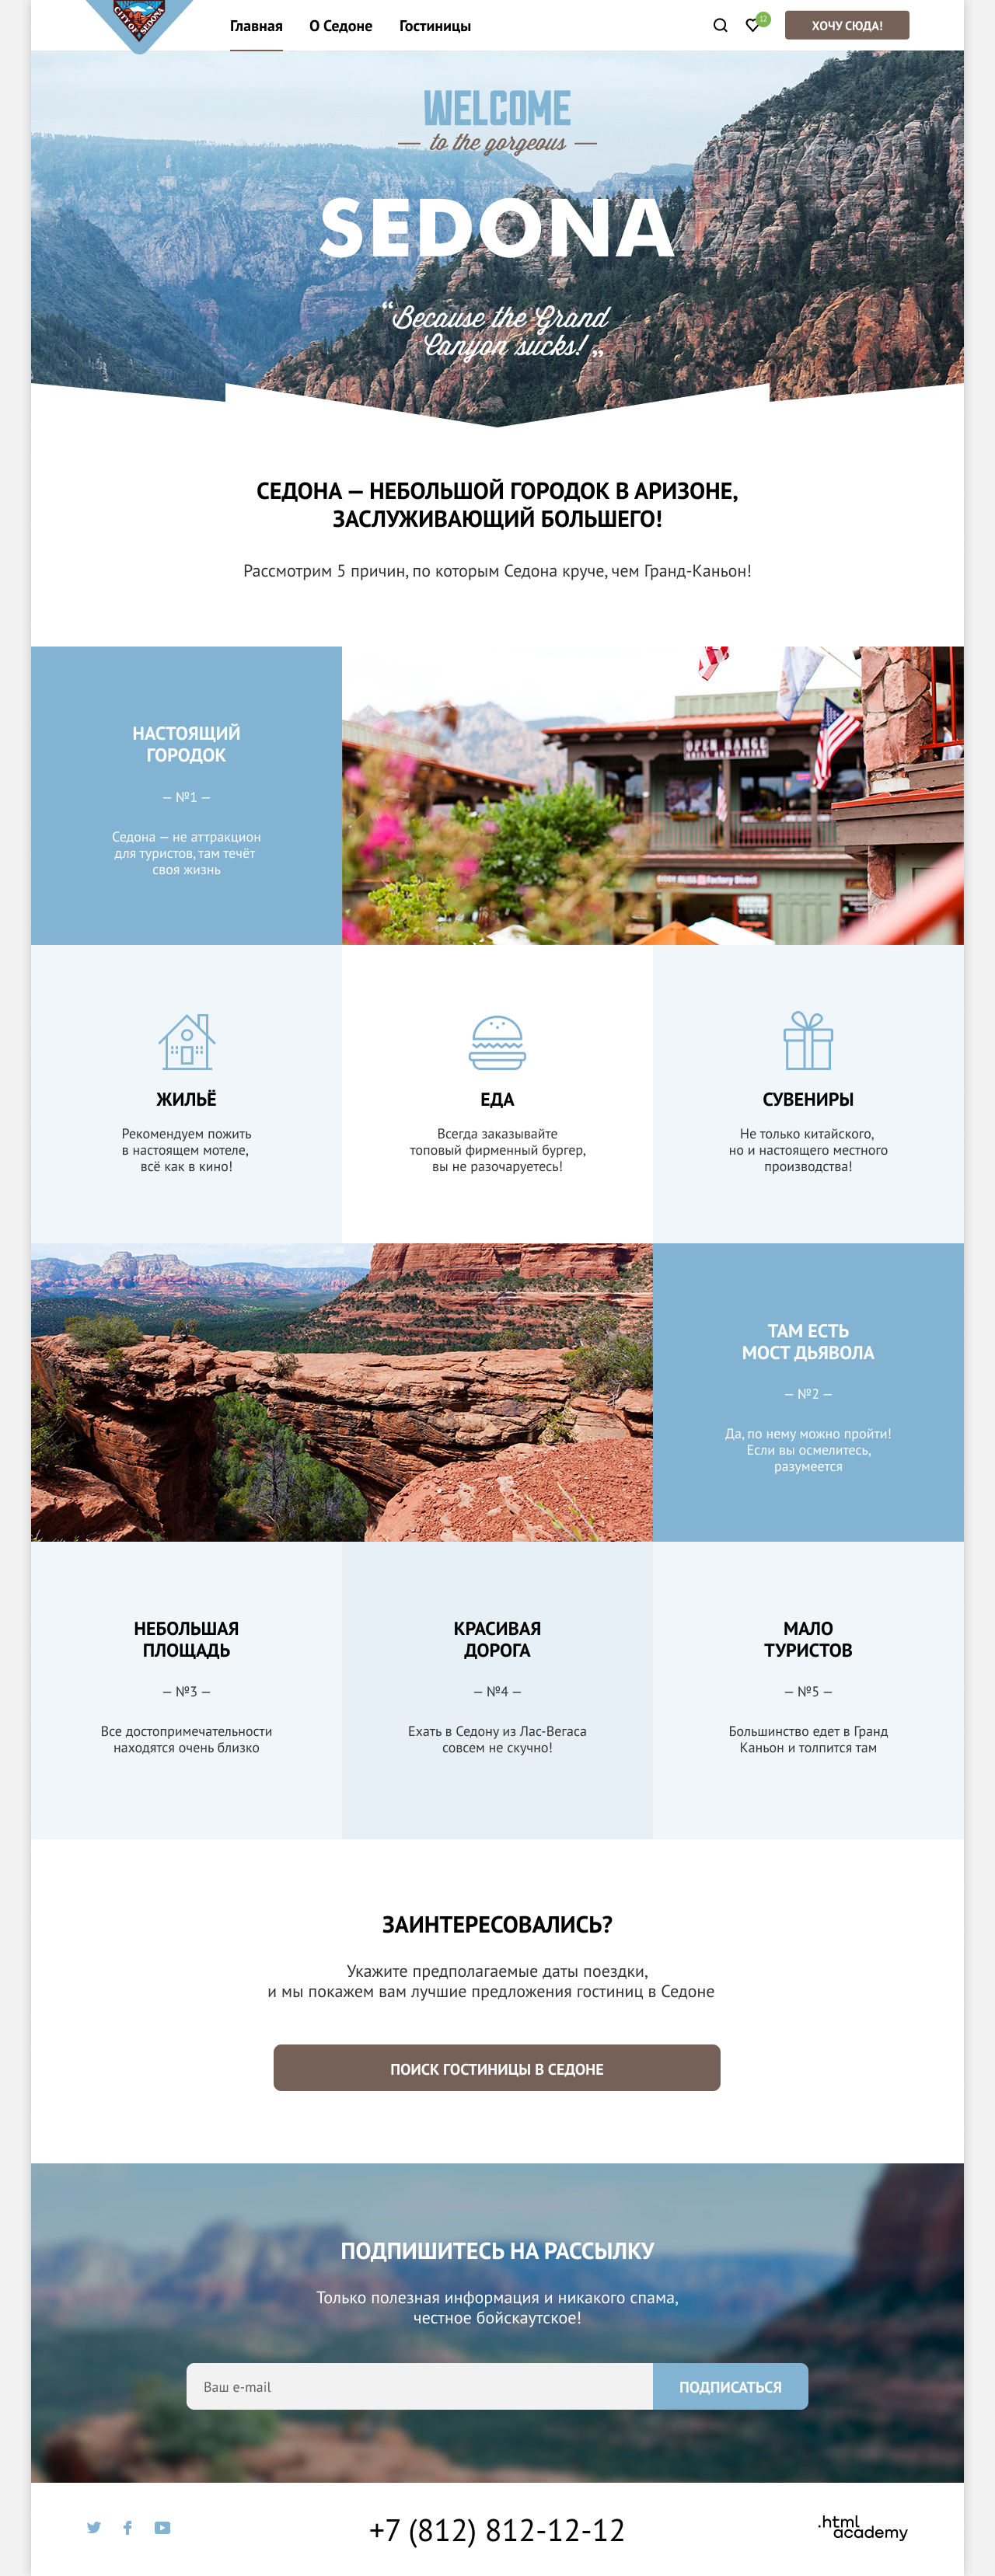 CITY OF SEDONA
Главная О Седоне Гостиницы 12 ХОЧУ СЮДА!
WELCOME
to the gorgeous
SEDONA
“Because the Grand
Canyon sucks!„
СЕДОНА — НЕБОЛЬШОЙ ГОРОДОК В АРИЗОНЕ,
ЗАСЛУЖИВАЮЩИЙ БОЛЬШЕГО!
Рассмотрим 5 причин, по которым Седона круче, чем Гранд-Каньон!
НАСТОЯЩИЙ
ГОРОДОК
— №1 —
Седона — не аттракцион
для туристов, там течёт
своя жизнь
OPEN RANGE
GRILL & TAVERN
Factory Direct
ЖИЛЬЁ
Рекомендуем пожить
в настоящем мотеле,
всё как в кино!
ЕДА
Всегда заказывайте
топовый фирменный бургер,
вы не разочаруетесь!
СУВЕНИРЫ
Не только китайского,
но и настоящего местного
производства!
ТАМ ЕСТЬ
МОСТ ДЬЯВОЛА
— №2 —
Да, по нему можно пройти!
Если вы осмелитесь,
разумеется
НЕБОЛЬШАЯ
ПЛОЩАДЬ
— №3 —
Все достопримечательности
находятся очень близко
КРАСИВАЯ
ДОРОГА
— №4 —
Ехать в Седону из Лас-Вегаса
совсем не скучно!
МАЛО
ТУРИСТОВ
— №5 —
Большинство едет в Гранд
Каньон и толпится там
ЗАИНТЕРЕСОВАЛИСЬ?
Укажите предполагаемые даты поездки,
и мы покажем вам лучшие предложения гостиниц в Седоне
ПОИСК ГОСТИНИЦЫ В СЕДОНЕ
ПОДПИШИТЕСЬ НА РАССЫЛКУ
Только полезная информация и никакого спама,
честное бойскаутское!
Ваш e-mail ПОДПИСАТЬСЯ
+7 (812) 812-12-12
.html
academy